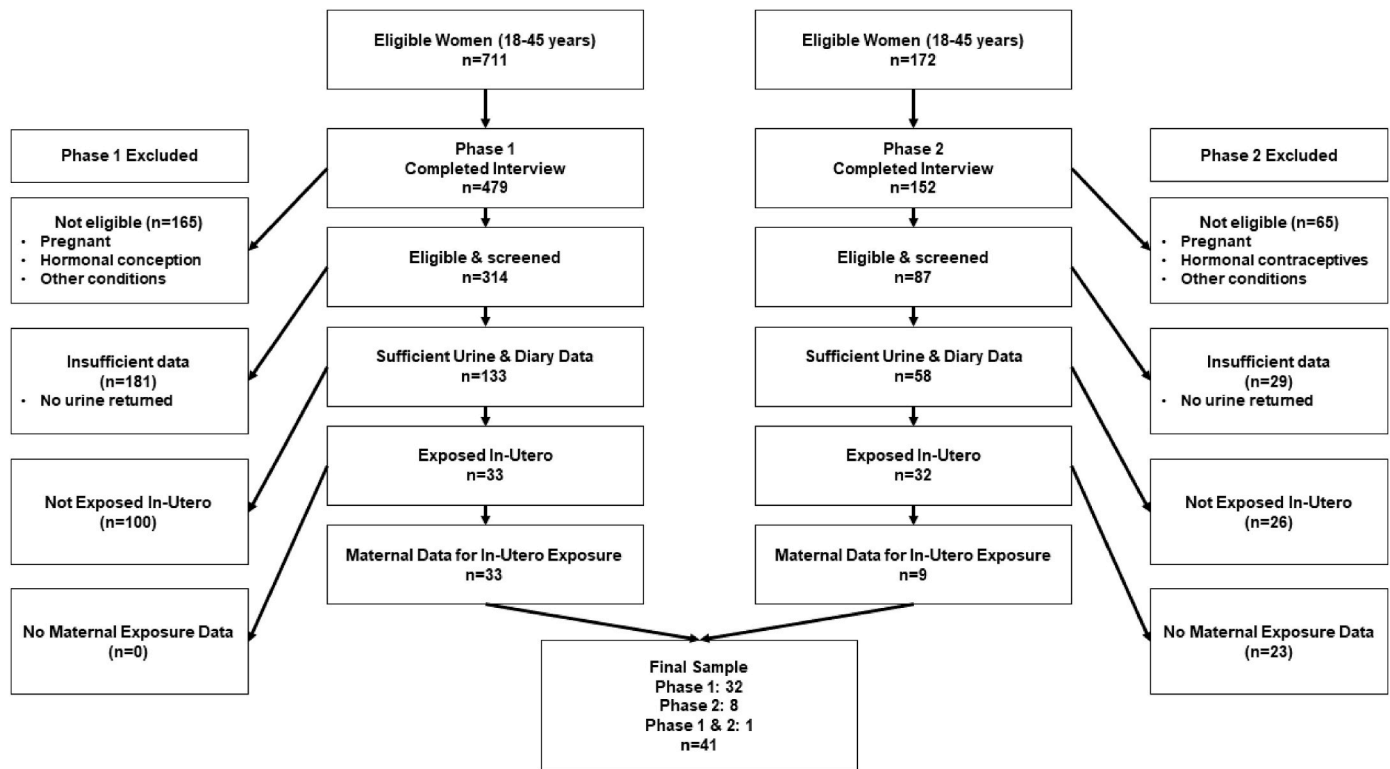 Eligible Women (18-45 years)
n=711
Eligible Women (18-45 years)
n=172
Phase 1 Excluded
Phase 1
Completed Interview
n=479
Phase 2
Completed Interview
n=152
Phase 2 Excluded
Not eligible (n=165)
• Pregnant
• Hormonal conception
• Other conditions
Eligible & screened
n=314
Eligible & screened
n=87
Not eligible (n=65)
• Pregnant
• Hormonal contraceptives
• Other conditions
Insufficient data
(n=181)
• No urine returned
Sufficient Urine & Diary Data
n=133
Sufficient Urine & Diary Data
n=58
Insufficient data
(n=29)
• No urine returned
Not Exposed In-Utero
(n=100)
Exposed In-Utero
n=33
Exposed In-Utero
n=32
Not Exposed In-Utero
(n=26)
No Maternal Exposure Data
(n=0)
Maternal Data for In-Utero Exposure
n=33
Maternal Data for In-Utero Exposure
n=9
No Maternal Exposure Data
(n=23)
Final Sample
Phase 1: 32
Phase 2: 8
Phase 1 & 2: 1
n=41